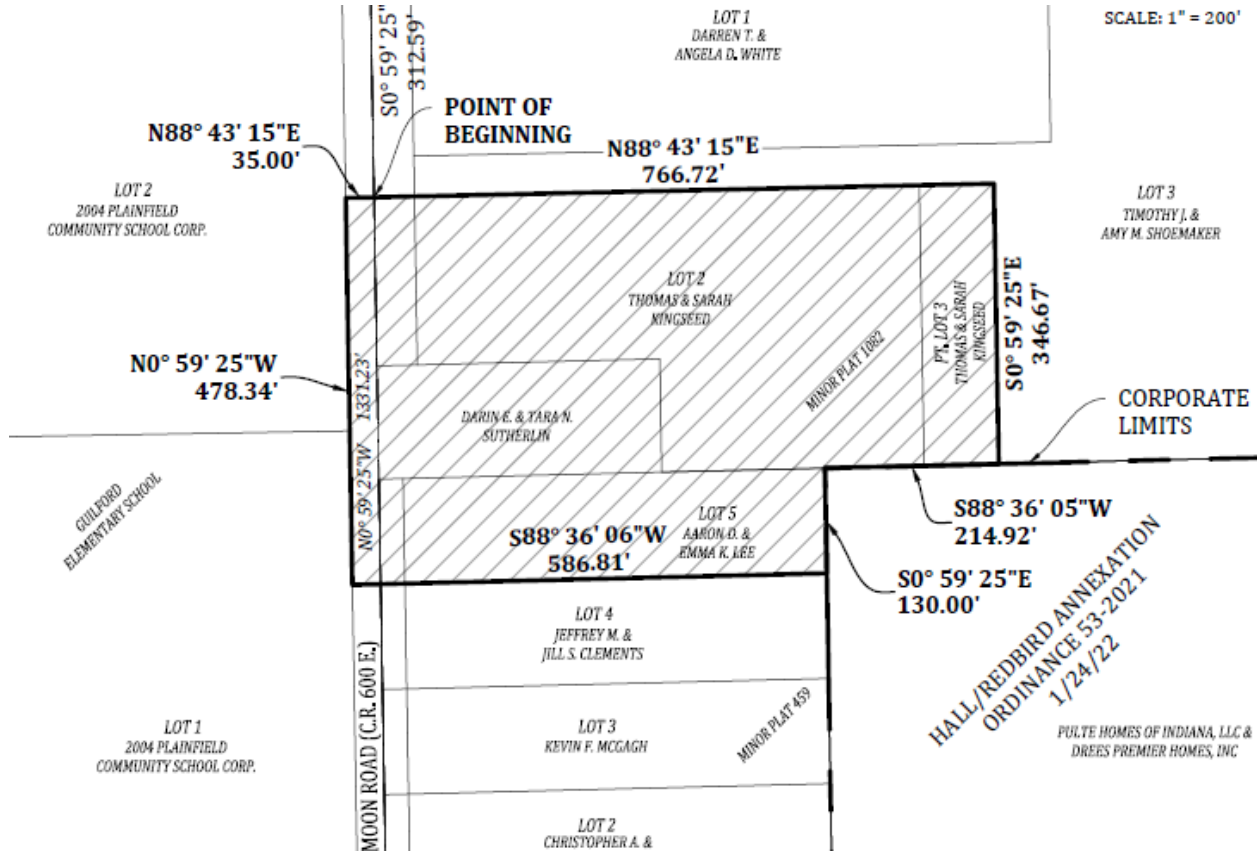 LOT 1
DARREN T. &
ANGELA D. WHITE
SCALE: 1" = 200'
S0° 59' 25"
312.59'
POINT OF
BEGINNING
N88° 43' 15"E
35.00'
N88° 43' 15"E
766.72'
LOT 2
2004 PLAINFIELD
COMMUNITY SCHOOL CORP.
LOT 3
TIMOTHY J. &
AMY M. SHOEMAKER
LOT 2
THOMAS & SARAH
KINGSEED
PT. LOT 3
THOMAS & SARAH
KINGSEED
S0° 59' 25"E
346.67'
MINOR PLAT 1082
N0° 59' 25"W
478.34'
N0° 59' 25"W 1331.23'
DARIN E. & TARA N.
SUTHERLIN
CORPORATE
LIMITS
GUILFORD
ELEMENTARY SCHOOL
S88° 36' 06"W
586.81'
LOT 5
AARON D. &
EMMA K. LEE
S88° 36' 05"W
214.92'
S0° 59' 25"E
130.00'
HALL/REDBIRD ANNEXATION
ORDINANCE 53-2021
1/24/22
LOT 4
JEFFREY M. &
JILL S. CLEMENTS
MOON ROAD (C.R. 600 E.)
LOT 1
2004 PLAINFIELD
COMMUNITY SCHOOL CORP.
LOT 3
KEVIN F. MCGAGH
MINOR PLAT 459
PULTE HOMES OF INDIANA, LLC &
DREES PREMIER HOMES, INC
LOT 2
CHRISTOPHER A. &